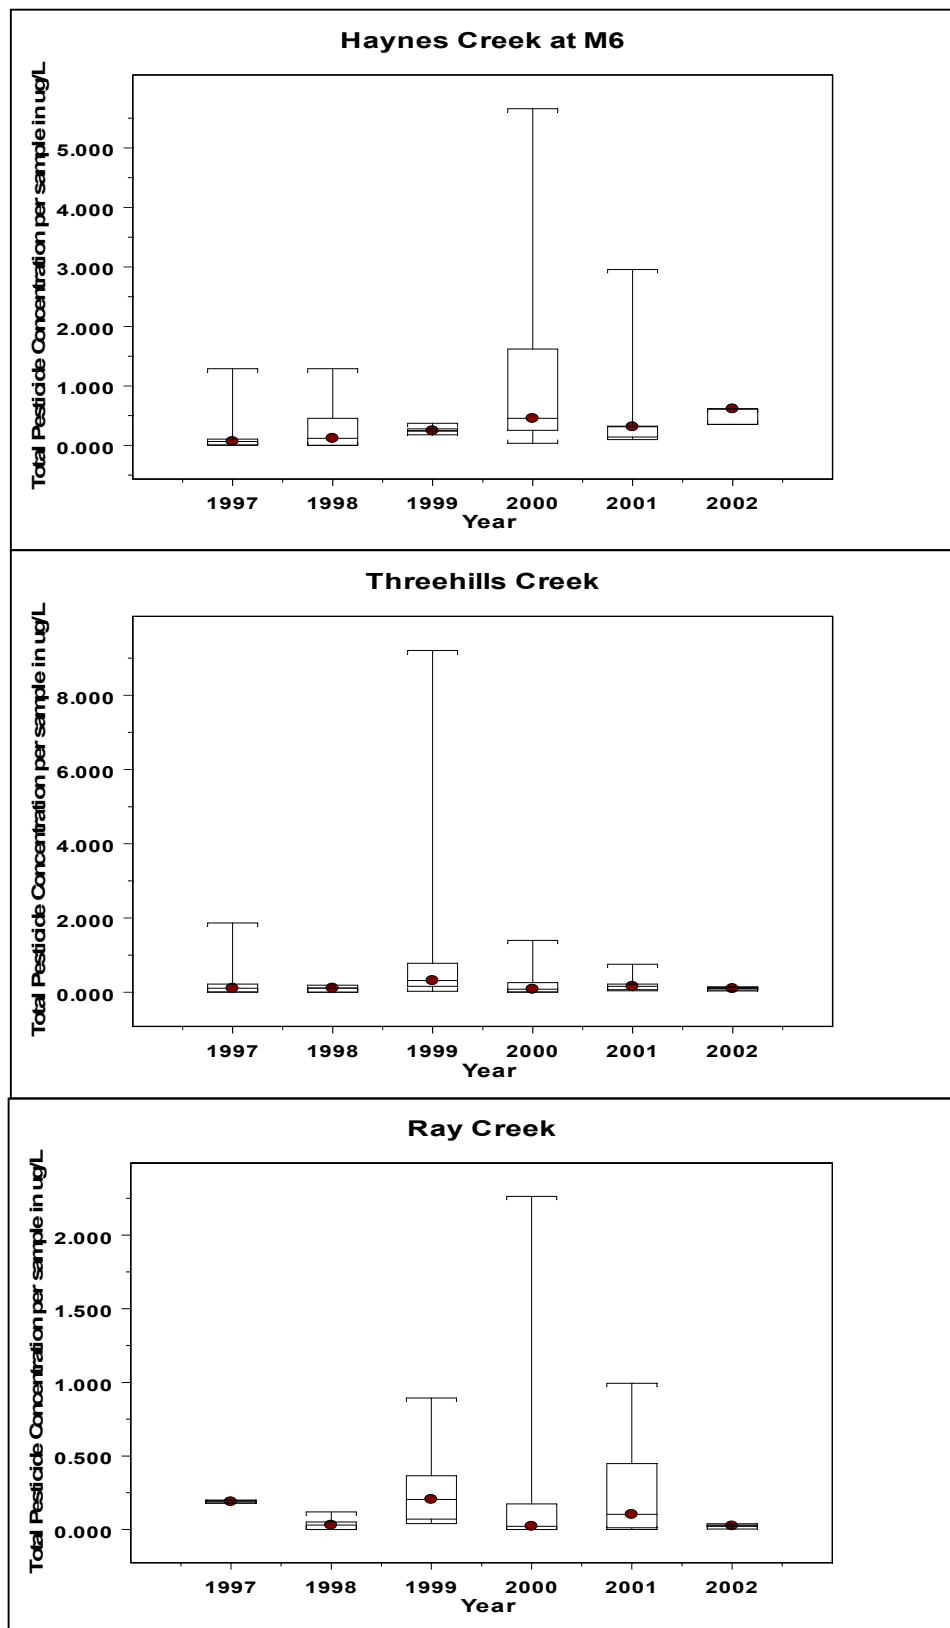 Haynes Creek at M6
Total Pesticide Concentration per sample in ug/L
5.000
4.000
3.000
2.000
1.000
0.000
1997 1998 1999 2000 2001 2002
Year
Threehills Creek
Total Pesticide Concentration per sample in ug/L
8.000
6.000
4.000
2.000
0.000
1997 1998 1999 2000 2001 2002
Year
Ray Creek
Total Pesticide Concentration per sample in ug/L
2.000
1.500
1.000
0.500
0.000
1997 1998 1999 2000 2001 2002
Year